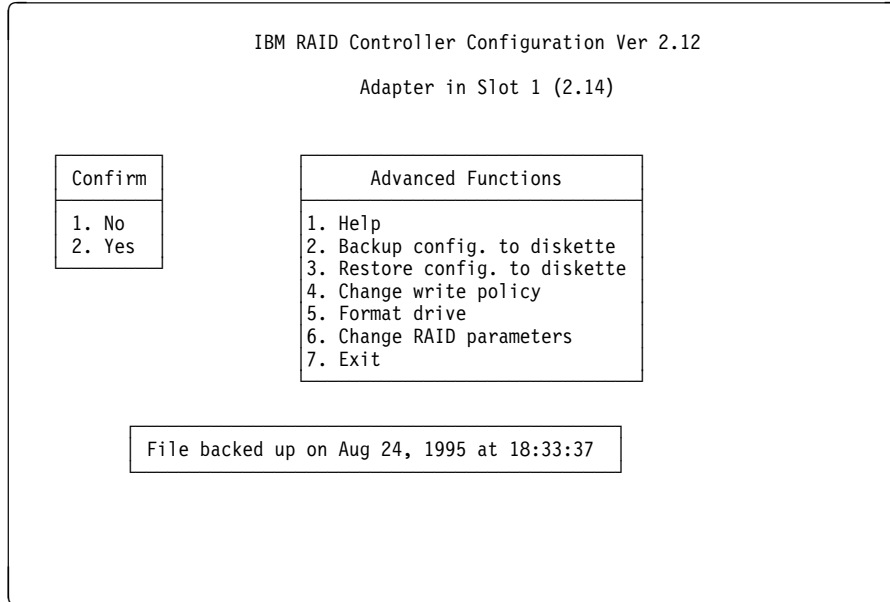 IBM RAID Controller Configuration Ver 2.12
Adapter in Slot 1 (2.14)
Confirm
1. No
2. Yes
Advanced Functions
1. Help
2. Backup config. to diskette
3. Restore config. to diskette
4. Change write policy
5. Format drive
6. Change RAID parameters
7. Exit
File backed up on Aug 24, 1995 at 18:33:37